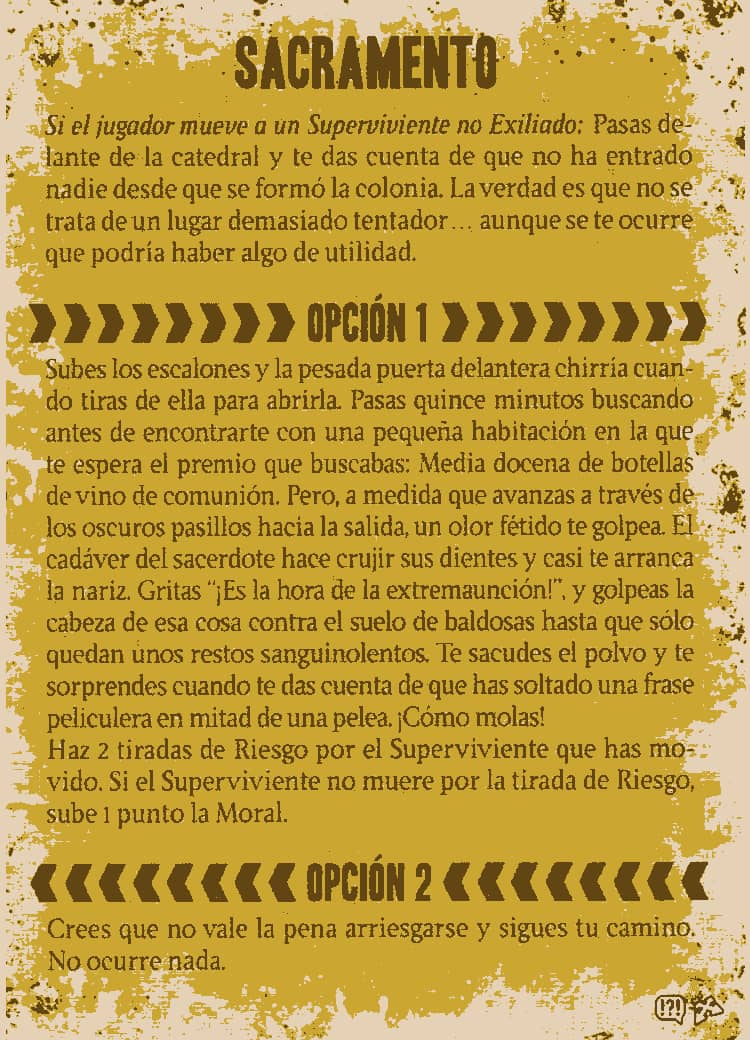 SACRAMENTO
Si el jugador mueve a un Superviviente no Exiliado: Pasas de-
lante de la catedral y te das cuenta de que no ha entrado
nadie desde que se formó la colonia. La verdad es que no se
trata de un lugar demasiado tentador... aunque se te ocurre
que podría haber algo de utilidad.
OPCIÓN 1
Subes los escalones y la pesada puerta delantera chirría cuan-
do tiras de ella para abrirla. Pasas quince minutos buscando
antes de encontrarte con una pequeña habitación en la que
te espera el premio que buscabas: Media docena de botellas
de vino de comunión. Pero, a medida que avanzas a través de
los oscuros pasillos hacia la salida, un olor fétido te golpea. El
cadáver del sacerdote hace crujir sus dientes y casi te arranca
la nariz. Gritas “¡Es la hora de la extremaunción!”, y golpeas la
cabeza de esa cosa contra el suelo de baldosas hasta que sólo
quedan unos restos sanguinolentos. Te sacudes el polvo y te
sorprendes cuando te das cuenta de que has soltado una frase
peliculera en mitad de una pelea. ¡Cómo molas!
Haz 2 tiradas de Riesgo por el Superviviente que has mo-
vido. Si el Superviviente no muere por la tirada de Riesgo,
sube 1 punto la Moral.
OPCIÓN 2
Crees que no vale la pena arriesgarse y sigues tu camino.
No ocurre nada.
!?!